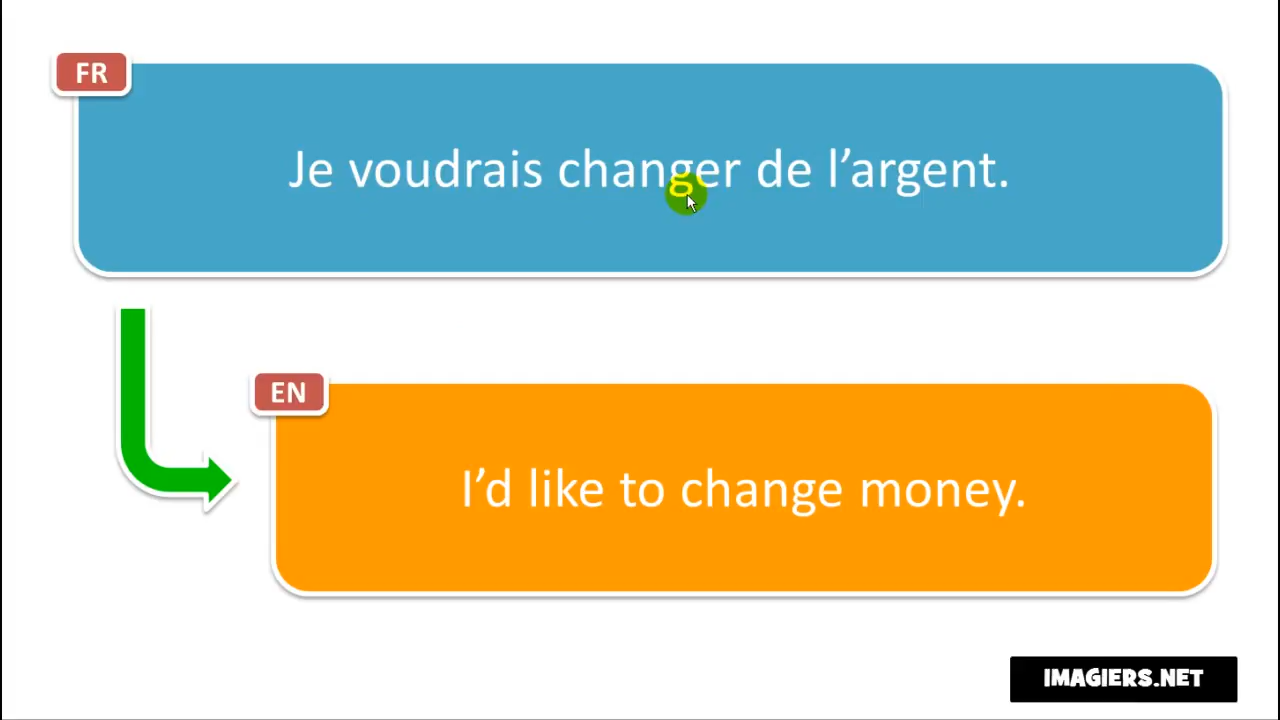 FR
Je voudrais changer de l’argent.
EN
I’d like to change money.
IMAGIERS.NET